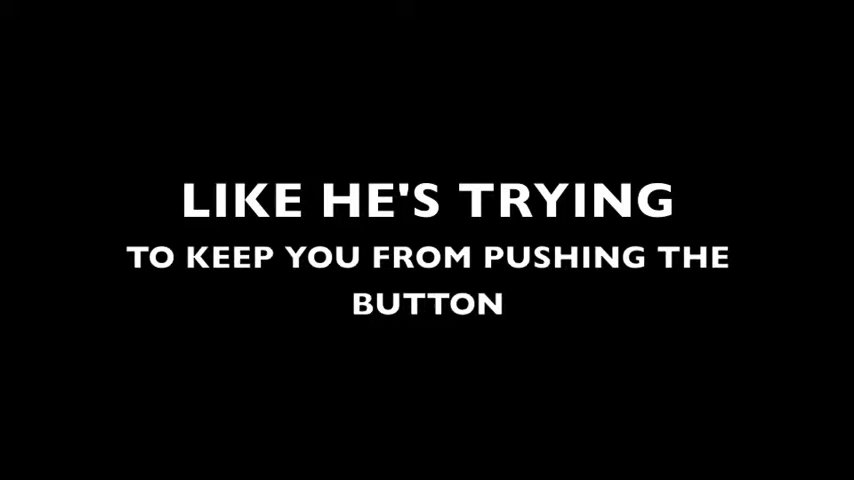 LIKE HE'S TRYING
TO KEEP YOU FROM PUSHING THE
BUTTON